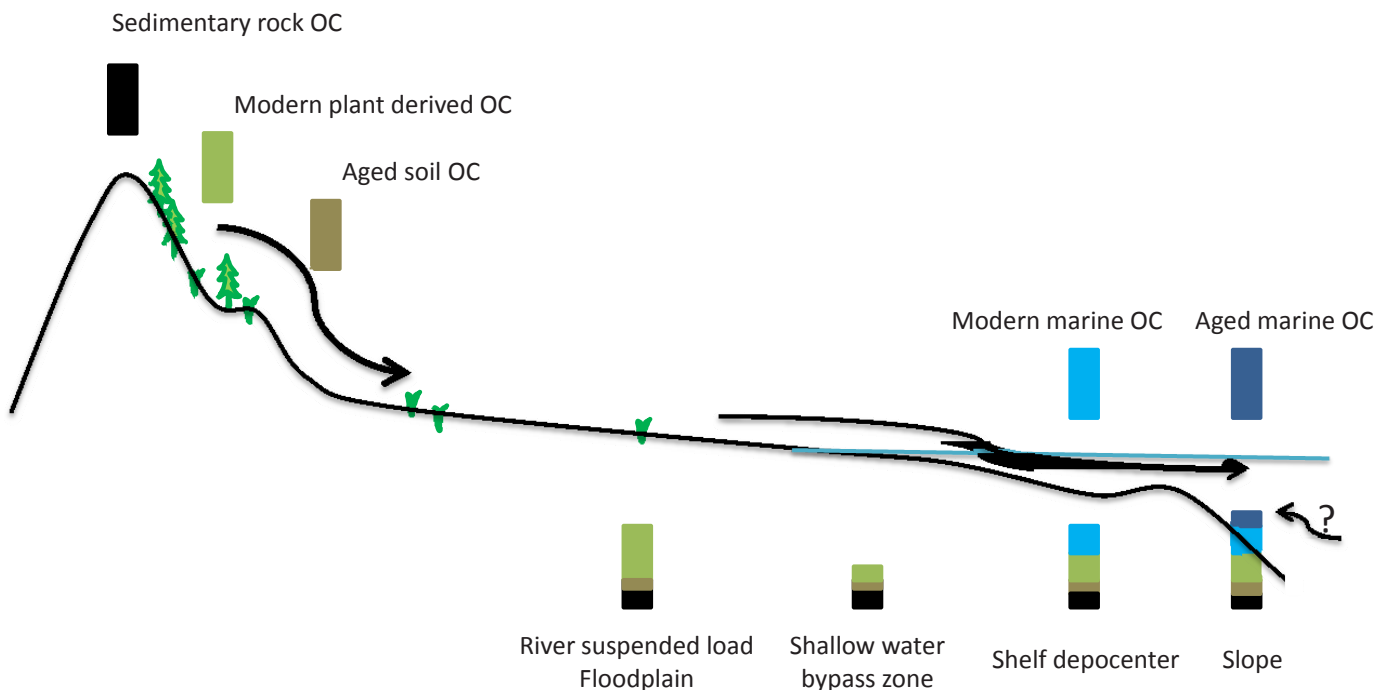 Sedimentary rock OC
Modern plant derived OC
Aged soil OC
Modern marine OC
Aged marine OC
?
River suspended load
Floodplain
Shallow water
bypass zone
Shelf depocenter
Slope